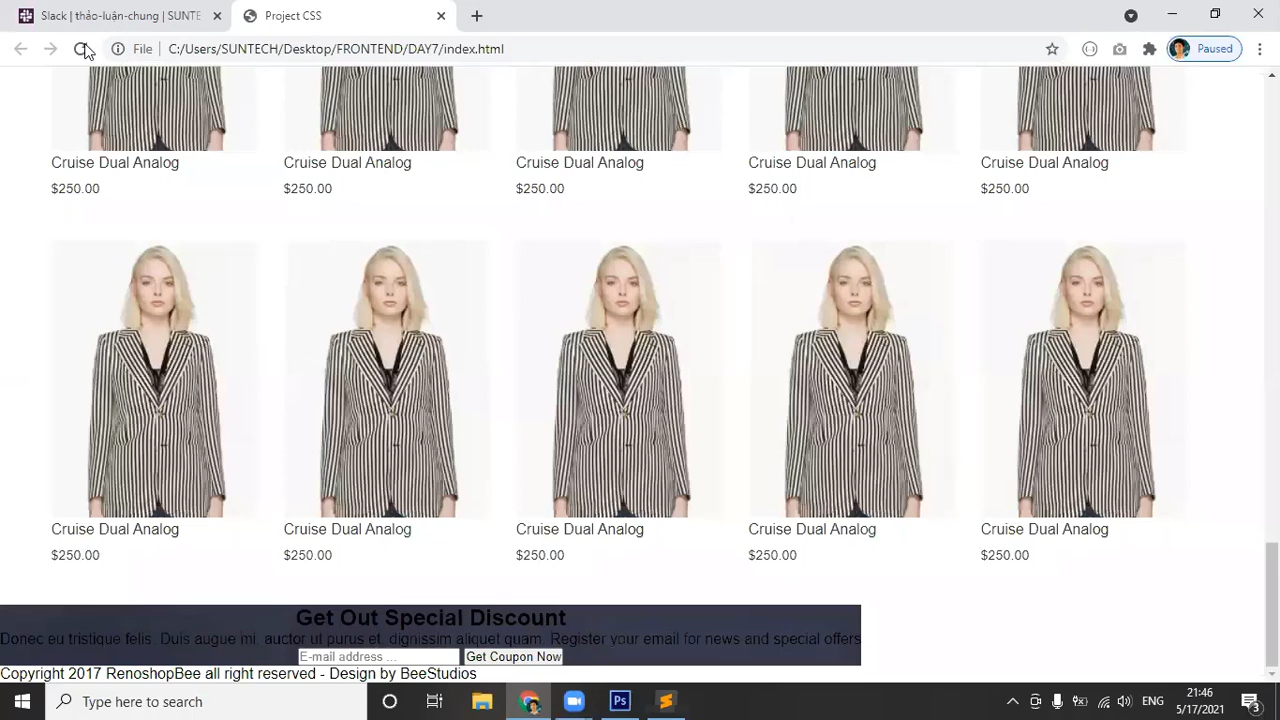 Slack | thảo-luận-chung | SUNTE
Project CSS
File
C:/Users/SUNTECH/Desktop/FRONTEND/DAY7/index.html
Paused
Cruise Dual Analog
Cruise Dual Analog
Cruise Dual Analog
Cruise Dual Analog
Cruise Dual Analog
$250.00
$250.00
$250.00
$250.00
$250.00
Cruise Dual Analog
Cruise Dual Analog
Cruise Dual Analog
Cruise Dual Analog
Cruise Dual Analog
$250.00
$250.00
$250.00
$250.00
$250.00
Get Out Special Discount
Donec eu tristique felis. Duis augue mi, auctor ut purus et, dignissim aliquet quam. Register your email for news and special offers
E-mail address ...
Get Coupon Now
Copyright 2017 RenoshopBee all right reserved - Design by BeeStudios
Type here to search
Ps
ENG
21:46
5/17/2021
3